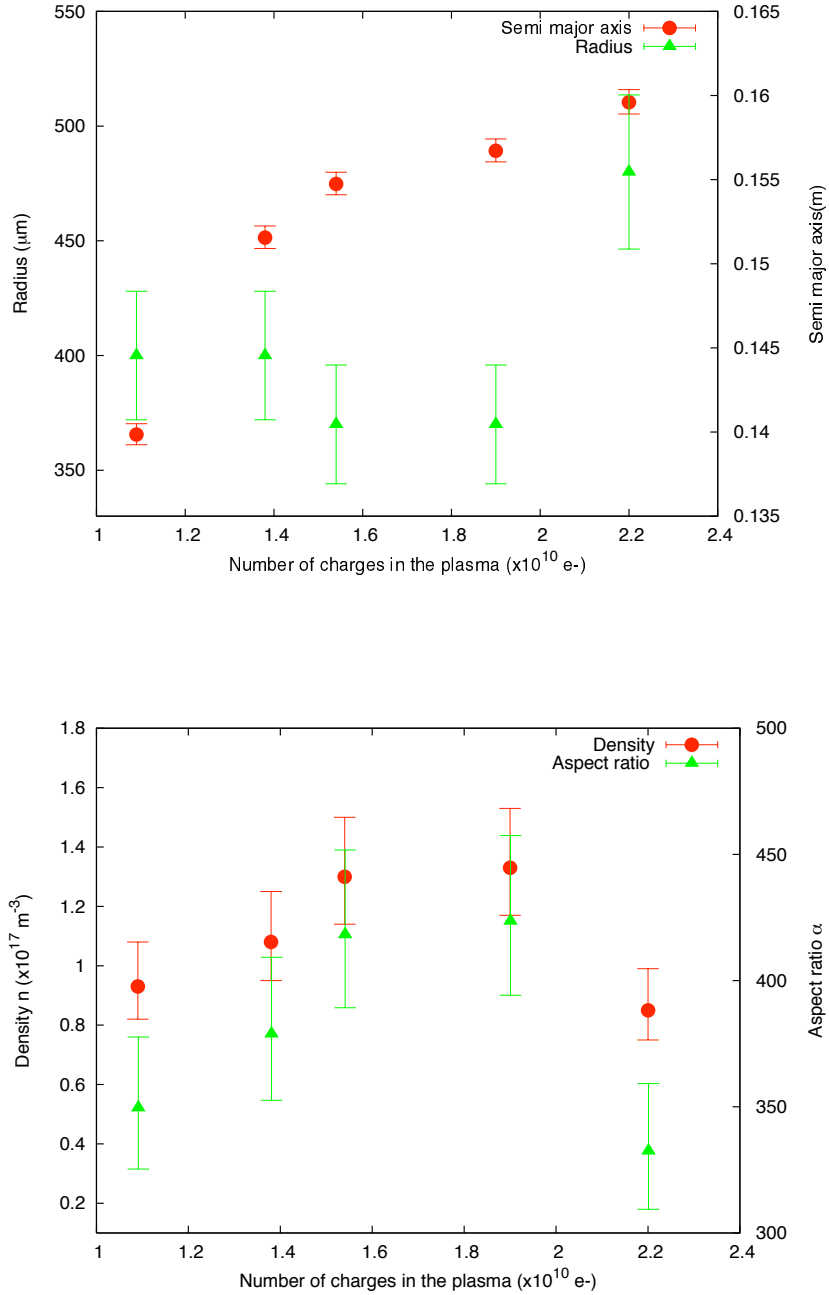 550
500
450
400
350
Radius (μm)
Semi major axis
Radius
0.165
0.16
0.155
0.15
0.145
0.14
0.135
Semi major axis(m)
1 1.2 1.4 1.6 1.8 2 2.2 2.4
Number of charges in the plasma (x10^10 e-)
1.8
1.6
1.4
1.2
1
0.8
0.6
0.4
0.2
Density n (x10^17 m^-3)
Density
Aspect ratio
500
450
400
350
300
Aspect ratio α
1 1.2 1.4 1.6 1.8 2 2.2 2.4
Number of charges in the plasma (x10^10 e-)